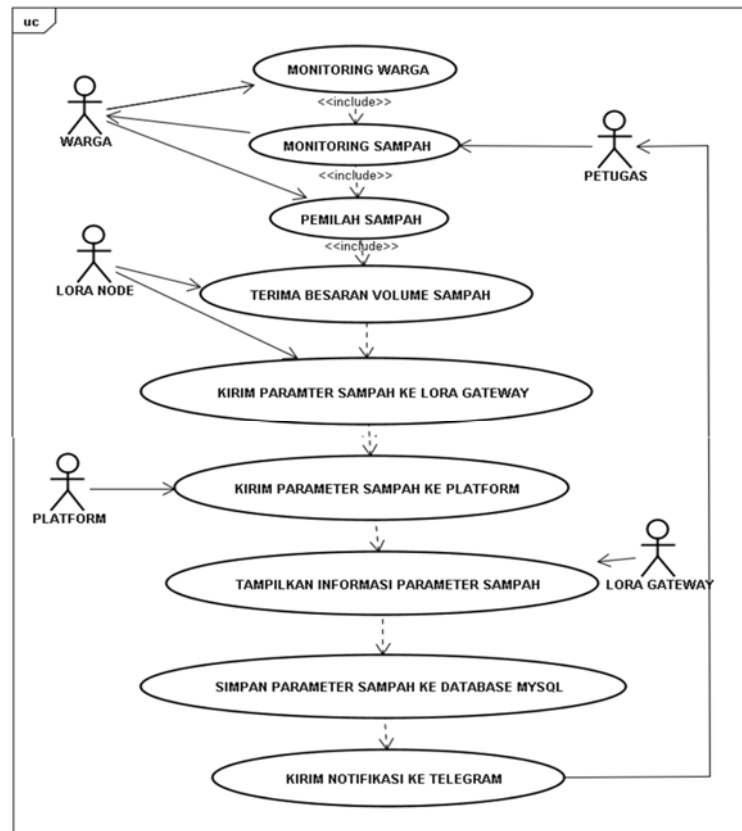 uc
MONITORING WARGA
<<include>>
WARGA
MONITORING SAMPAH
PETUGAS
<<include>>
PEMILAH SAMPAH
<<include>>
LORA NODE
TERIMA BESARAN VOLUME SAMPAH
KIRIM PARAMTER SAMPAH KE LORA GATEWAY
KIRIM PARAMETER SAMPAH KE PLATFORM
PLATFORM
TAMPILKAN INFORMASI PARAMETER SAMPAH
LORA GATEWAY
SIMPAN PARAMETER SAMPAH KE DATABASE MYSQL
KIRIM NOTIFIKASI KE TELEGRAM